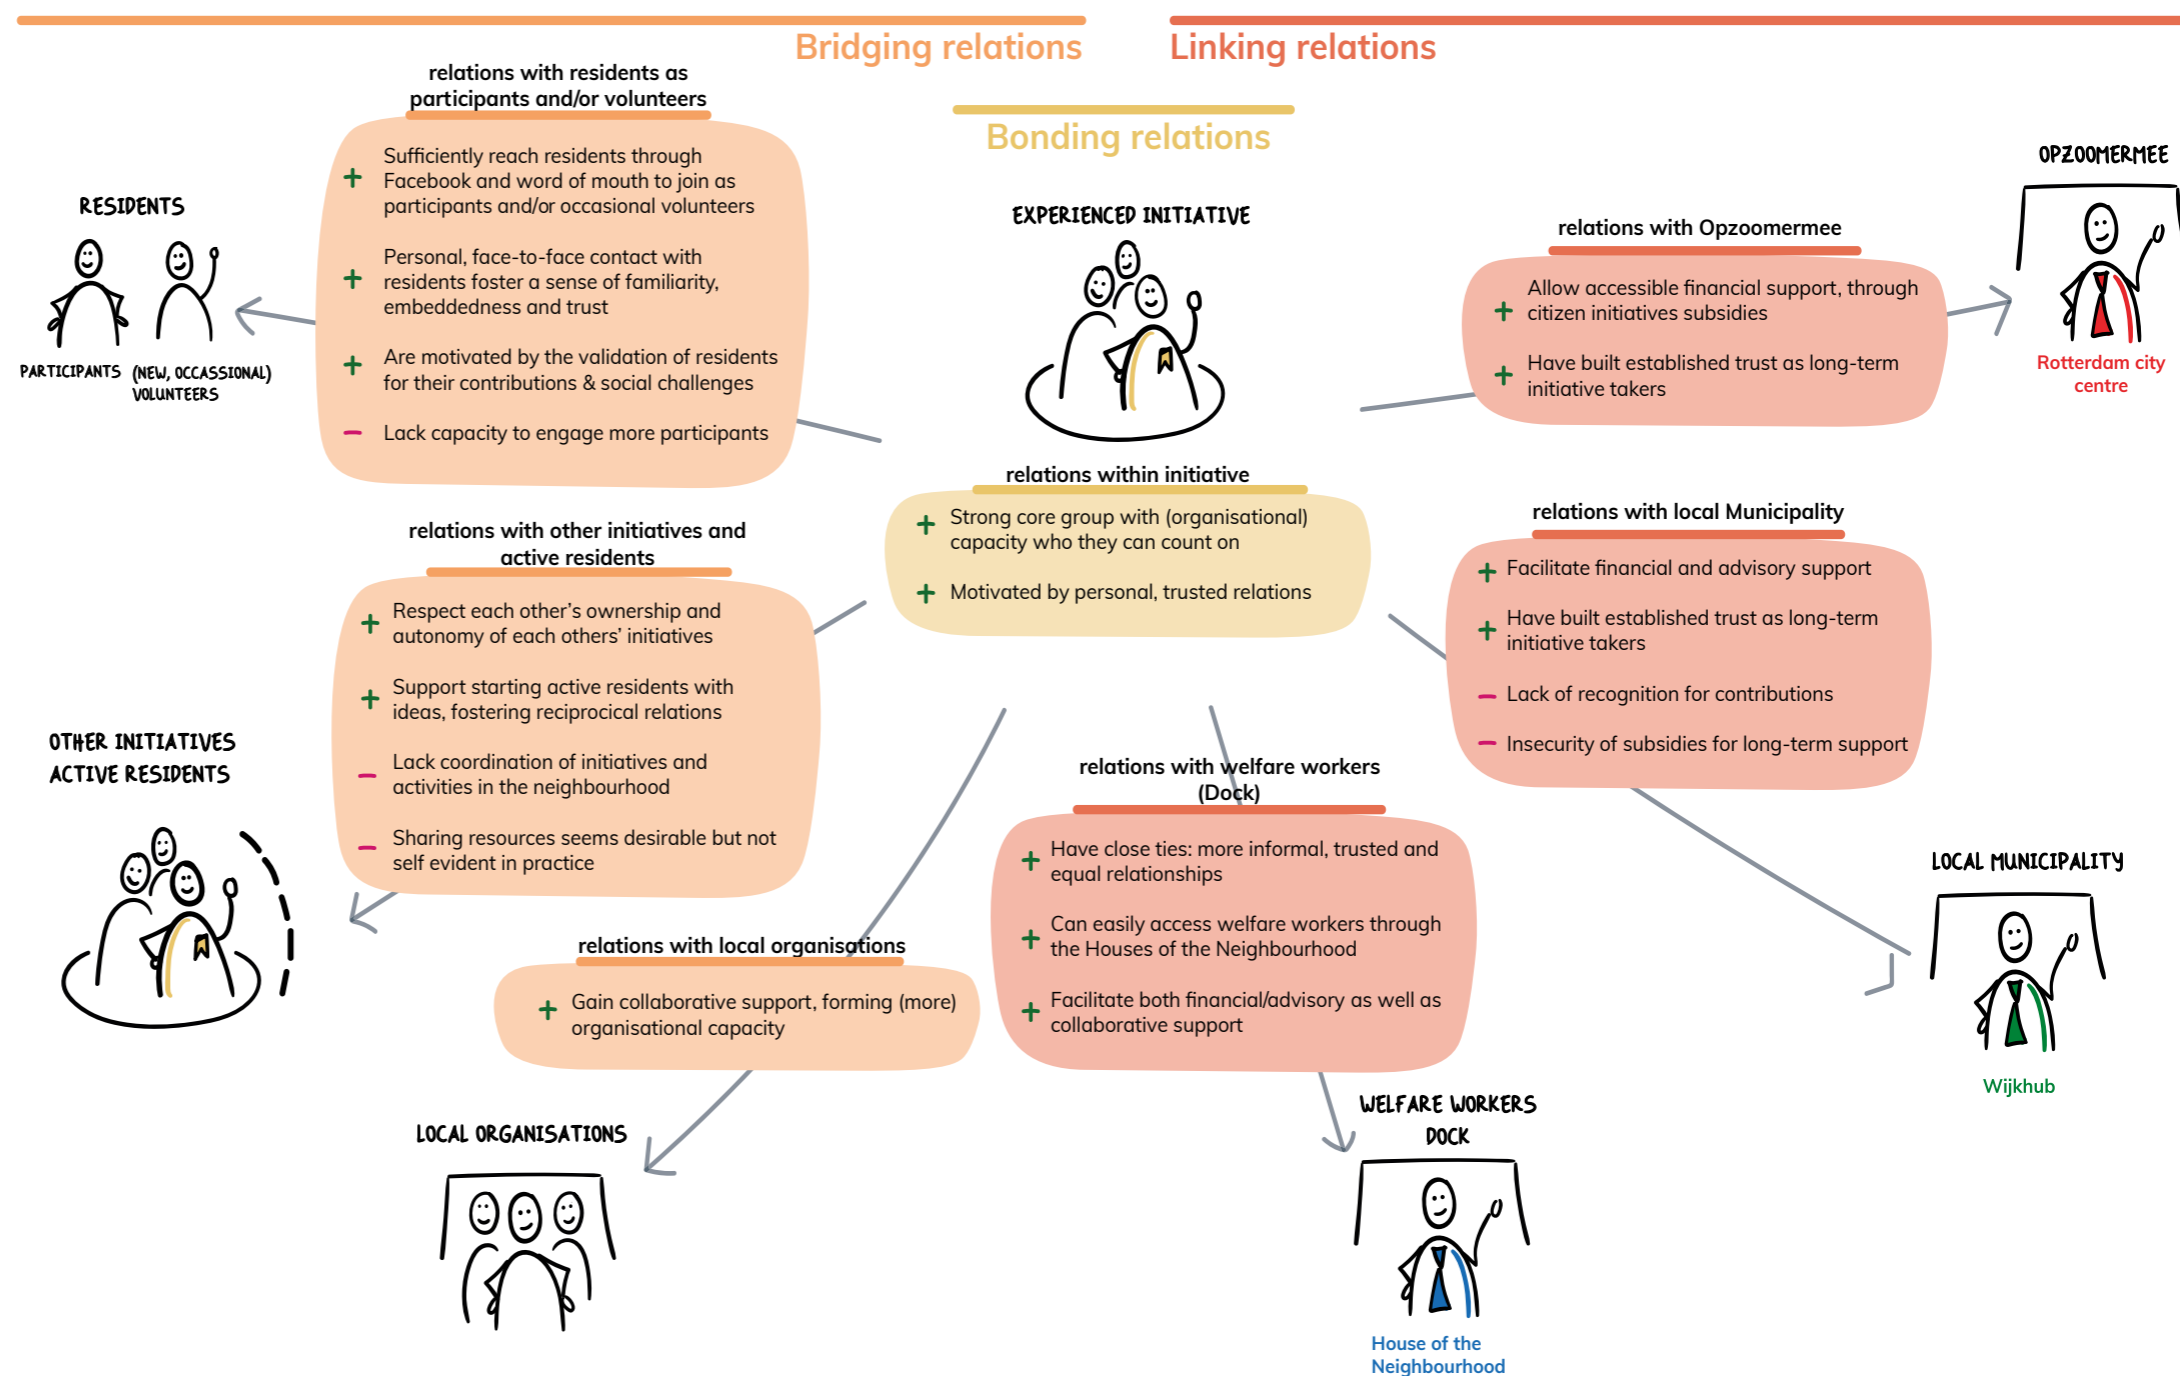 Bridging relations
Linking relations
Bonding relations
relations with residents as
participants and/or volunteers
+ Sufficiently reach residents through
Facebook and word of mouth to join as
participants and/or occasional volunteers
+ Personal, face-to-face contact with
residents foster a sense of familiarity,
embeddedness and trust
+ Are motivated by the validation of residents
for their contributions & social challenges
– Lack capacity to engage more participants
RESIDENTS
PARTICIPANTS
(NEW, OCCASSIONAL)
VOLUNTEERS
EXPERIENCED INITIATIVE
relations within initiative
+ Strong core group with (organisational)
capacity who they can count on
+ Motivated by personal, trusted relations
relations with Opzoomermee
+ Allow accessible financial support, through
citizen initiatives subsidies
+ Have built established trust as long-term
initiative takers
OPZOOMERMEE
Rotterdam city
centre
relations with other initiatives and
active residents
+ Respect each other's ownership and
autonomy of each others' initiatives
+ Support starting active residents with
ideas, fostering reciprocical relations
– Lack coordination of initiatives and
activities in the neighbourhood
– Sharing resources seems desirable but not
self evident in practice
OTHER INITIATIVES
ACTIVE RESIDENTS
relations with local Municipality
+ Facilitate financial and advisory support
+ Have built established trust as long-term
initiative takers
– Lack of recognition for contributions
– Insecurity of subsidies for long-term support
LOCAL MUNICIPALITY
Wijkhub
relations with local organisations
+ Gain collaborative support, forming (more)
organisational capacity
LOCAL ORGANISATIONS
relations with welfare workers
(Dock)
+ Have close ties: more informal, trusted and
equal relationships
+ Can easily access welfare workers through
the Houses of the Neighbourhood
+ Facilitate both financial/advisory as well as
collaborative support
WELFARE WORKERS
DOCK
House of the
Neighbourhood